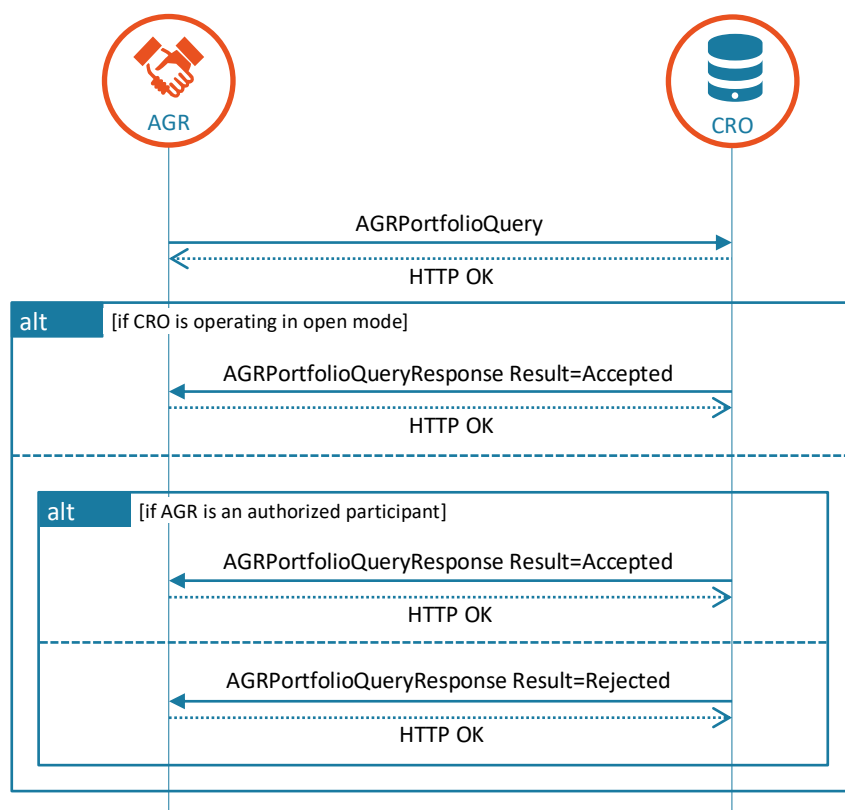 AGR
CRO
AGRPortfolioQuery
HTTP OK
alt
[if CRO is operating in open mode]
AGRPortfolioQueryResponse Result=Accepted
HTTP OK
alt
[if AGR is an authorized participant]
AGRPortfolioQueryResponse Result=Accepted
HTTP OK
AGRPortfolioQueryResponse Result=Rejected
HTTP OK